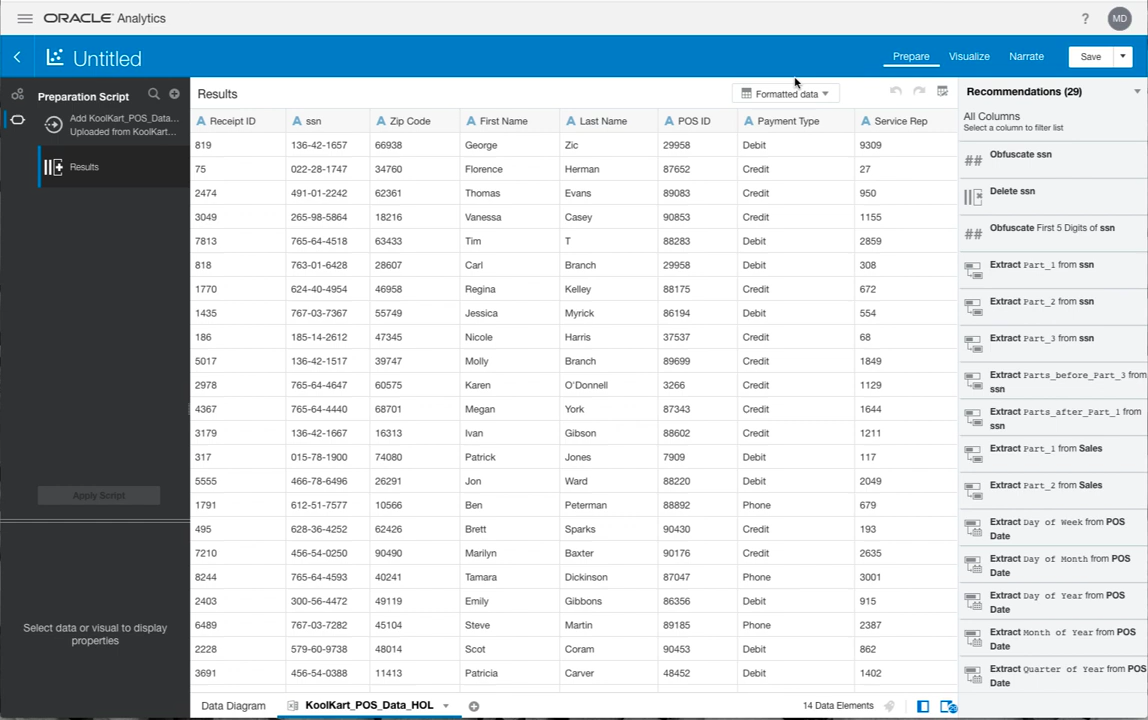 ORACLE Analytics
? MD
Untitled
Prepare Visualize Narrate Save
Preparation Script
Add KoolKart_POS_Data...
Uploaded from KoolKart...
Results
Apply Script
Select data or visual to display
properties
Results
Formatted data
A Receipt ID A ssn A Zip Code A First Name A Last Name A POS ID A Payment Type A Service Rep
819 136-42-1657 66938 George Zic 29958 Debit 9309
75 022-28-1747 34760 Florence Herman 87652 Credit 27
2474 491-01-2242 62361 Thomas Evans 89083 Credit 950
3049 265-98-5864 18216 Vanessa Casey 90853 Credit 1155
7813 765-64-4518 63433 Tim T 88283 Debit 2859
818 763-01-6428 28607 Carl Branch 29958 Debit 308
1770 624-40-4954 46958 Regina Kelley 88175 Credit 672
1435 767-03-7367 55749 Jessica Myrick 86194 Debit 554
186 185-14-2612 47345 Nicole Harris 37537 Credit 68
5017 136-42-1517 39747 Molly Branch 89699 Credit 1849
2978 765-64-4647 60575 Karen O'Donnell 3266 Credit 1129
4367 765-64-4440 68701 Megan York 87343 Credit 1644
3179 136-42-1667 16313 Ivan Gibson 88602 Credit 1211
317 015-78-1900 74080 Patrick Jones 7909 Debit 117
5555 466-78-6496 26291 Jon Ward 88220 Debit 2049
1791 612-51-7577 10566 Ben Peterman 88892 Phone 679
495 628-36-4252 62426 Brett Sparks 90430 Credit 193
7210 456-54-0250 90490 Marilyn Baxter 90176 Credit 2635
8244 765-64-4593 40241 Tamara Dickinson 87047 Phone 3001
2403 300-56-4472 49119 Emily Gibbons 86356 Debit 915
6489 767-03-7282 45104 Steve Martin 89185 Phone 2387
2228 579-60-9738 48014 Scot Coram 90453 Debit 862
3691 456-54-0388 11413 Patricia Carver 48452 Debit 1402
Data Diagram KoolKart_POS_Data_HOL 14 Data Elements
Recommendations (29)
All Columns
Select a column to filter list
## Obfuscate ssn
Delete ssn
## Obfuscate First 5 Digits of ssn
Extract Part_1 from ssn
Extract Part_2 from ssn
Extract Part_3 from ssn
Extract Parts_before_Part_3 from
ssn
Extract Parts_after_Part_1 from
ssn
Extract Part_1 from Sales
Extract Part_2 from Sales
Extract Day of Week from POS
Date
Extract Day of Month from POS
Date
Extract Day of Year from POS
Date
Extract Month of Year from POS
Date
Extract Quarter of Year from POS
Date